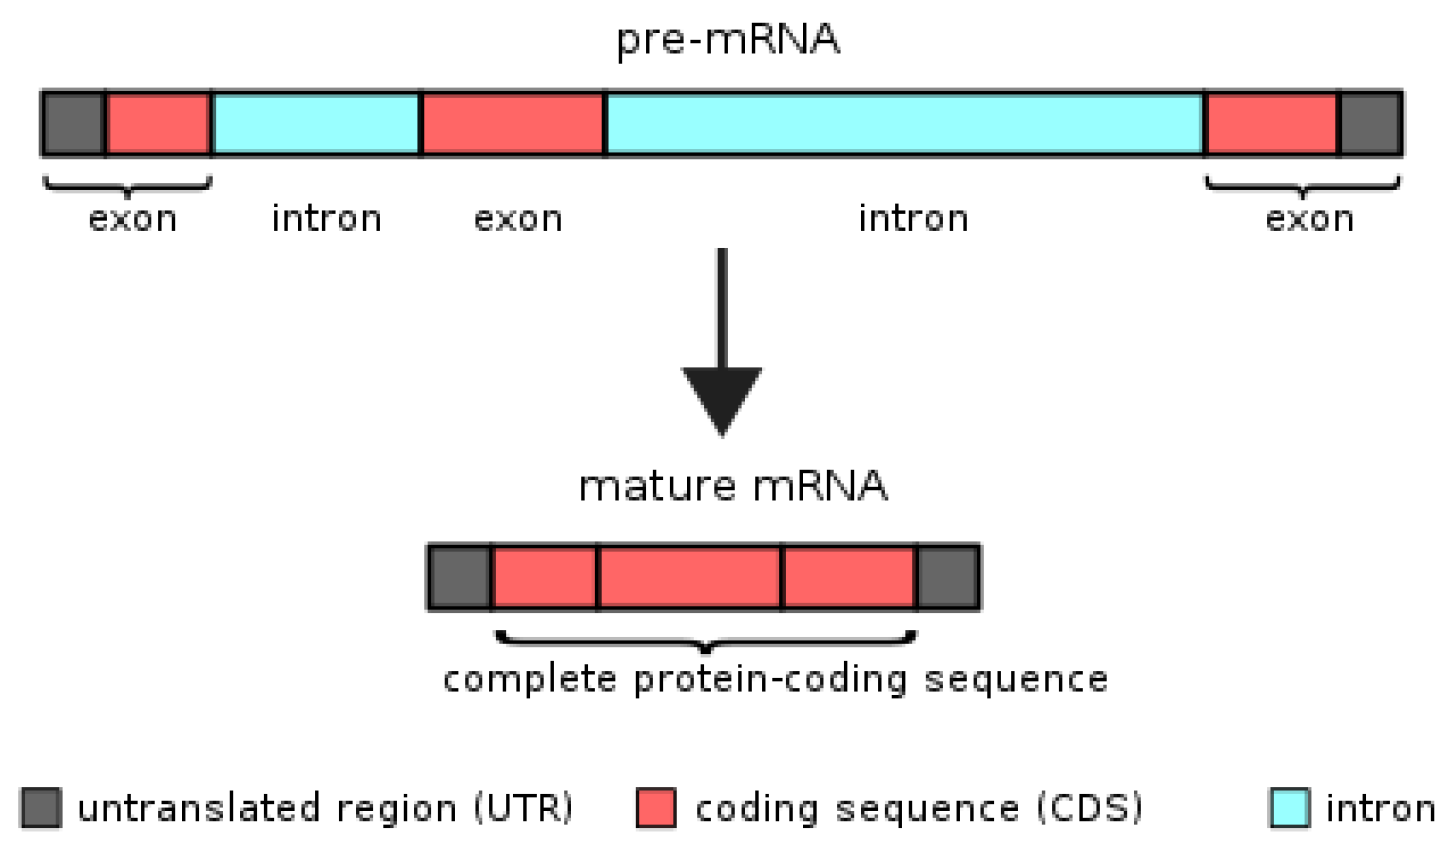 pre-mRNA
exon intron exon intron exon
mature mRNA
complete protein-coding sequence
untranslated region (UTR) coding sequence (CDS) intron